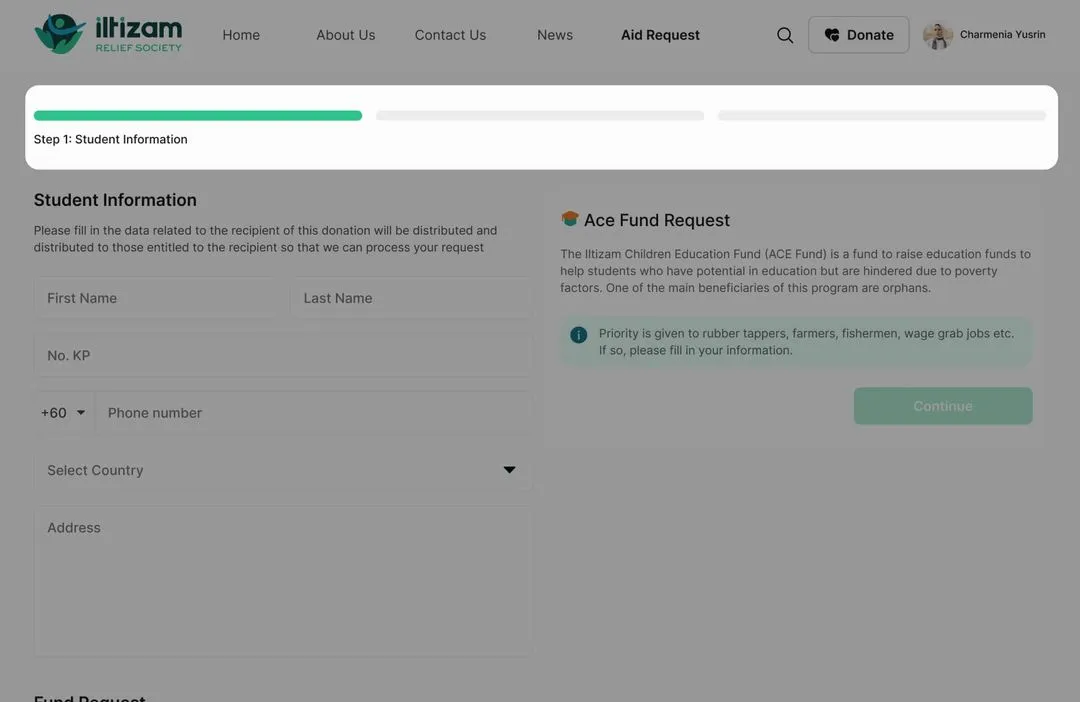 iltizam
RELIEF SOCIETY
Home
About Us
Contact Us
News
Aid Request
Donate
Charmenia Yusrin
Step 1: Student Information
Student Information
Please fill in the data related to the recipient of this donation will be distributed and
distributed to those entitled to the recipient so that we can process your request
First Name
Last Name
No. KP
+60
Phone number
Select Country
Address
Fund Request
Ace Fund Request
The Iltizam Children Education Fund (ACE Fund) is a fund to raise education funds to
help students who have potential in education but are hindered due to poverty
factors. One of the main beneficiaries of this program are orphans.
Priority is given to rubber tappers, farmers, fishermen, wage grab jobs etc.
If so, please fill in your information.
Continue